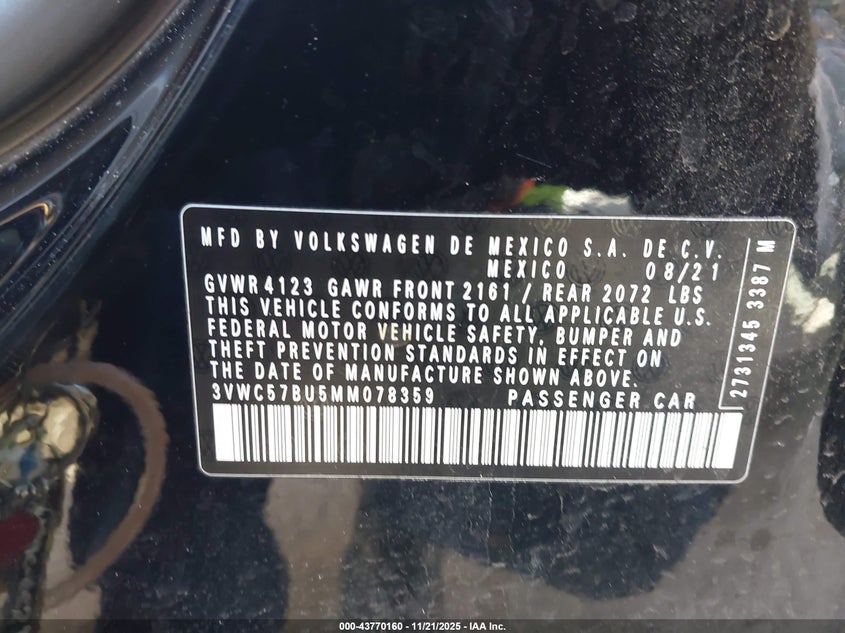 MFD BY VOLKSWAGEN DE MEXICO S.A. DE C.V.
MEXICO 08/21
GVWR 4123 GAWR FRONT 2161 / REAR 2072 LBS
THIS VEHICLE CONFORMS TO ALL APPLICABLE U.S.
FEDERAL MOTOR VEHICLE SAFETY, BUMPER AND
THEFT PREVENTION STANDARDS IN EFFECT ON
THE DATE OF MANUFACTURE SHOWN ABOVE.
3VWC57BU5MM078359 PASSENGER CAR
2731345 3387 M
000-43770160 - 11/21/2025 - IAA Inc.